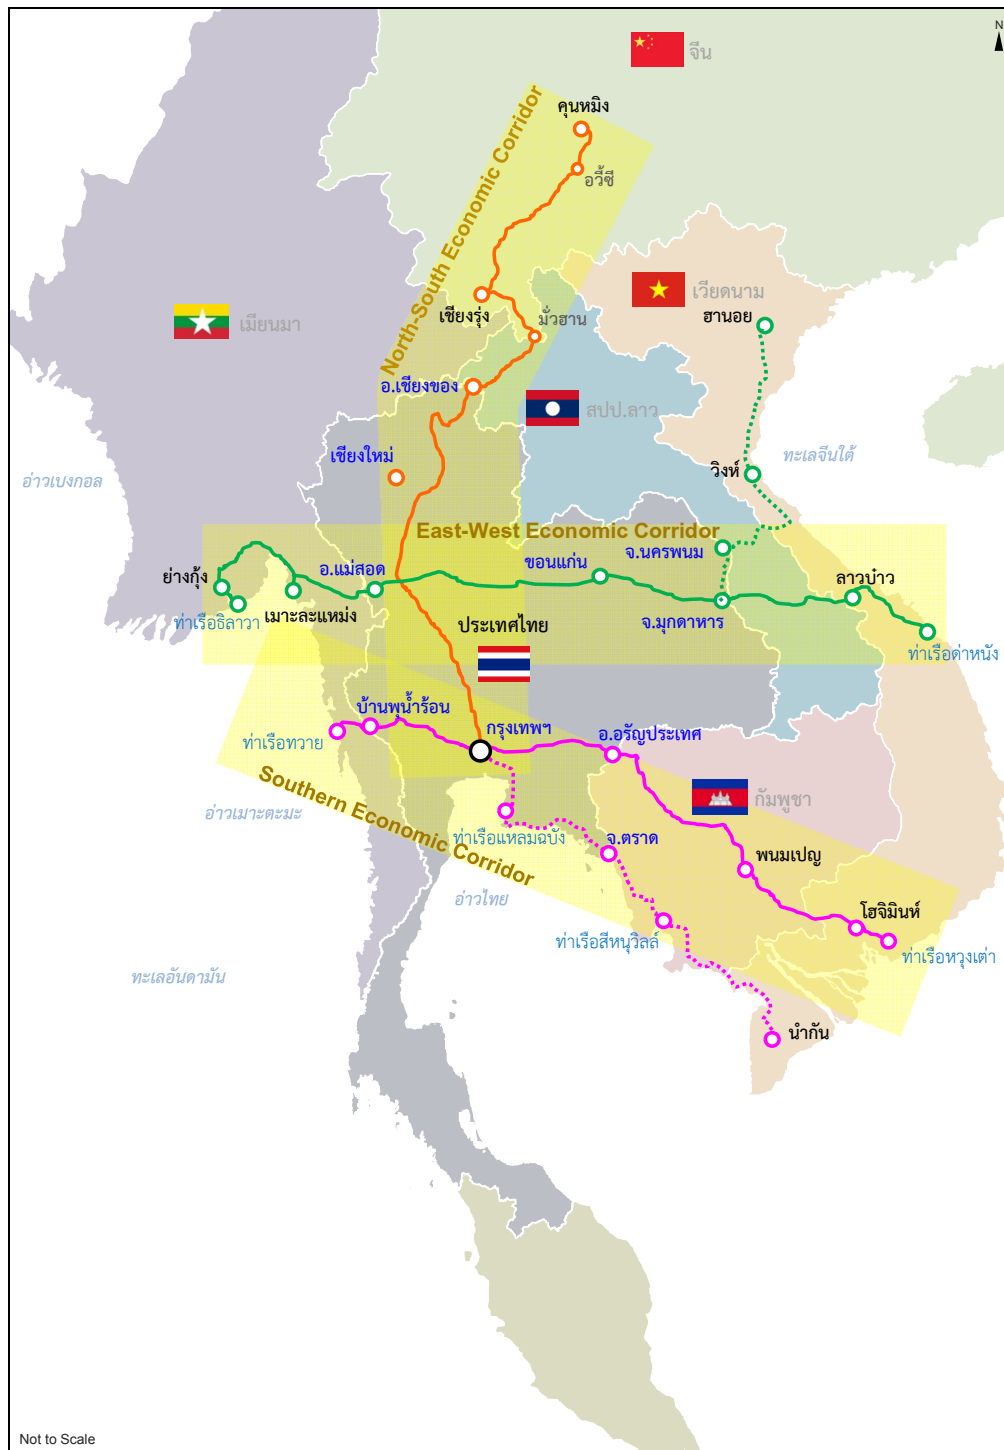 N
จีน
คุนหมิง
อวี้ซี
North-South Economic Corridor
เวียดนาม
เมียนมา
เชียงรุ่ง
มั่วฮาน
ฮานอย
อ.เชียงของ
สปป.ลาว
เชียงใหม่
ทะเลจีนใต้
วิงห์
อ่าวเบงกอล
East-West Economic Corridor
จ.นครพนม
ขอนแก่น
อ.แม่สอด
ย่างกุ้ง
ลาวบ๋าว
เมาะละแหม่ง
ท่าเรือธิลาวา
จ.มุกดาหาร
ประเทศไทย
ท่าเรือด่าหนัง
บ้านพุน้ำร้อน
กรุงเทพฯ
อ.อรัญประเทศ
ท่าเรือทวาย
Southern Economic Corridor
กัมพูชา
อ่าวเมาะตะมะ
ท่าเรือแหลมฉบัง
จ.ตราด
พนมเปญ
อ่าวไทย
โฮจิมินห์
ท่าเรือสีหนุวิลล์
ท่าเรือหวุงเต่า
ทะเลอันดามัน
นำกัน
Not to Scale